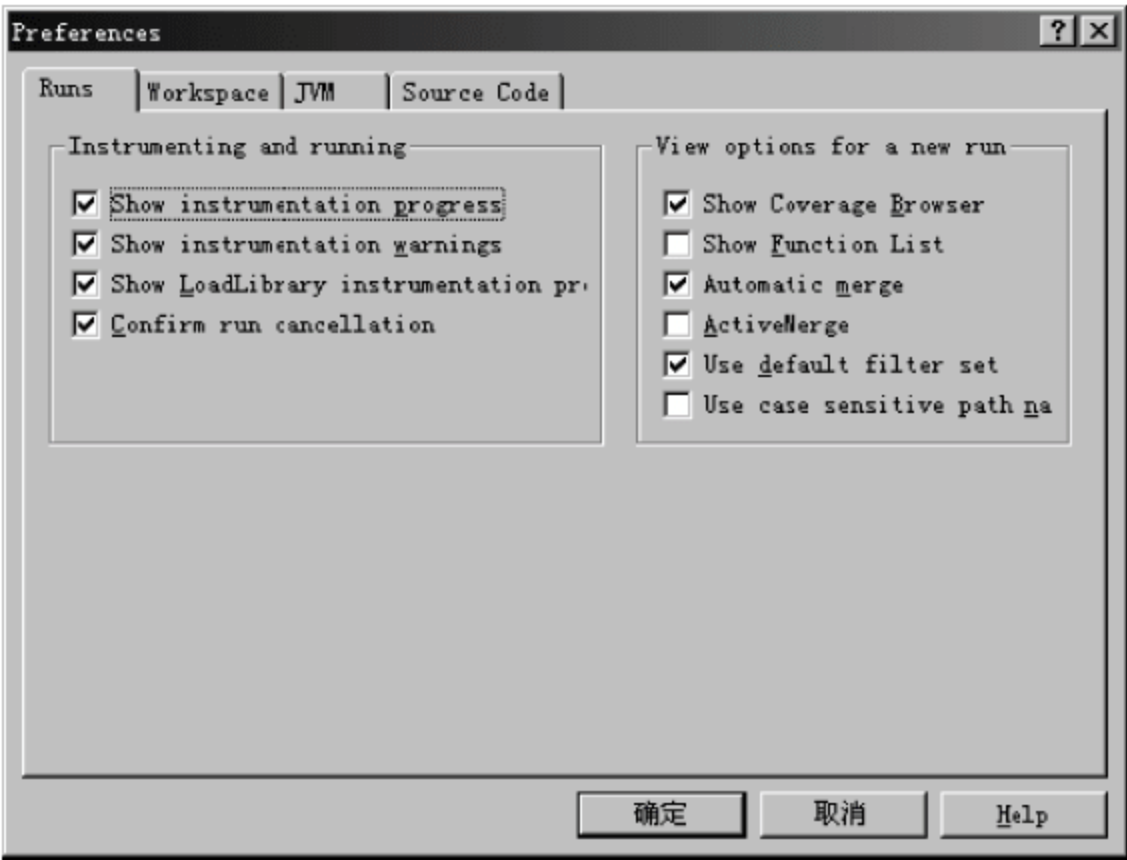 Preferences
Runs Workspace JVM Source Code
Instrumenting and running
Show instrumentation progress
Show instrumentation warnings
Show LoadLibrary instrumentation pr
Confirm run cancellation
View options for a new run
Show Coverage Browser
Show Function List
Automatic merge
ActiveMerge
Use default filter set
Use case sensitive path na
确定 取消 Help